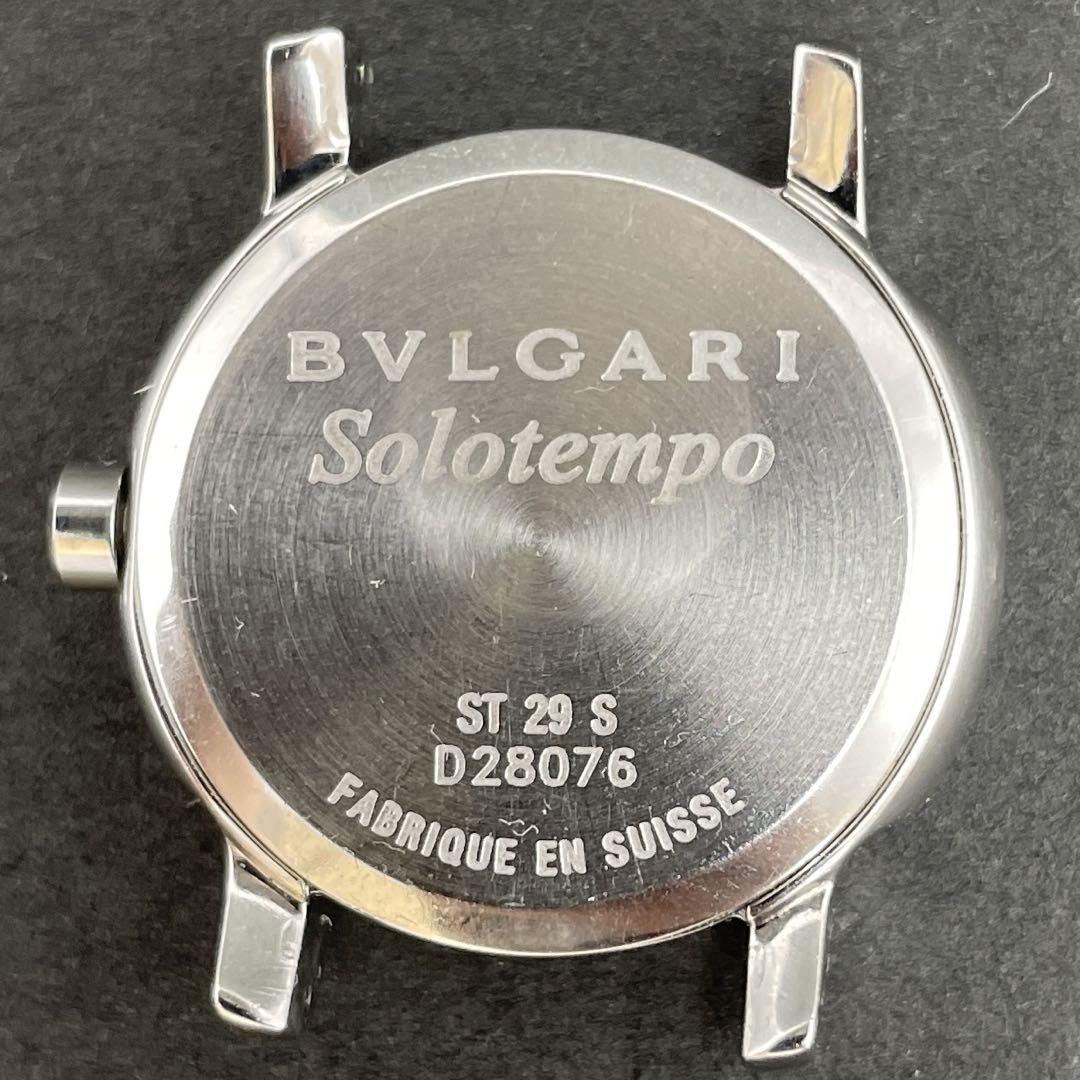 BVLGARI
Solotempo
ST 29 S
D28076
FABRIQUE EN SUISSE